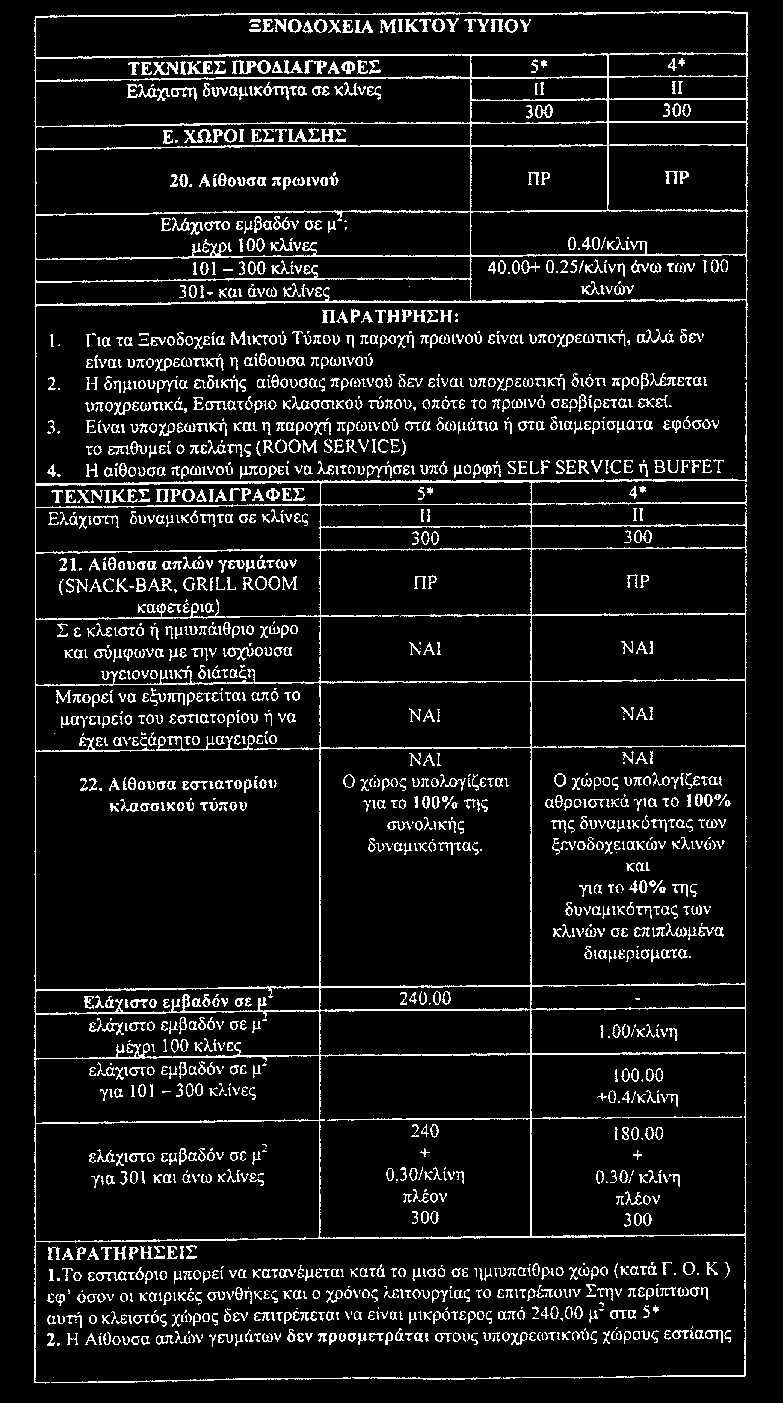 ΞΕΝΟΔΟΧΕΙΑ ΜΙΚΤΟΥ ΤΥΠΟΥ
ΤΕΧΝΙΚΕΣ ΠΡΟΔΙΑΓΡΑΦΕΣ 5* 4*
Ελάχιστη δυναμικότητα σε κλίνες ΙΙ ΙΙ
300 300
Ε. ΧΩΡΟΙ ΕΣΤΙΑΣΗΣ
20. Αίθουσα πρωινού ΠΡ ΠΡ
Ελάχιστο εμβαδόν σε μ²:
μέχρι 100 κλίνες 0.40/κλίνη
101 – 300 κλίνες 40.00+ 0.25/κλίνη άνω των 100
301- και άνω κλίνες κλινών
ΠΑΡΑΤΗΡΗΣΗ:
1. Για τα Ξενοδοχεία Μικτού Τύπου η παροχή πρωινού είναι υποχρεωτική, αλλά δεν
είναι υποχρεωτική η αίθουσα πρωινού
2. Η δημιουργία ειδικής αίθουσας πρωινού δεν είναι υποχρεωτική διότι προβλέπεται
υποχρεωτικά, Εστιατόριο κλασσικού τύπου, οπότε το πρωινό σερβίρεται εκεί.
3. Είναι υποχρεωτική και η παροχή πρωινού στα δωμάτια ή στα διαμερίσματα εφόσον
το επιθυμεί ο πελάτης (ROOM SERVICE)
4. Η αίθουσα πρωινού μπορεί να λειτουργήσει υπό μορφή SELF SERVICE ή BUFFET
ΤΕΧΝΙΚΕΣ ΠΡΟΔΙΑΓΡΑΦΕΣ 5* 4*
Ελάχιστη δυναμικότητα σε κλίνες ΙΙ ΙΙ
300 300
21. Αίθουσα απλών γευμάτων
(SNACK-BAR, GRILL ROOM ΠΡ ΠΡ
καφετέρια)
Σ ε κλειστό ή ημιυπάιθριο χώρο
και σύμφωνα με την ισχύουσα ΝΑΙ ΝΑΙ
υγειονομική διάταξη
Μπορεί να εξυπηρετείται από το
μαγειρείο του εστιατορίου ή να ΝΑΙ ΝΑΙ
έχει ανεξάρτητο μαγειρείο
ΝΑΙ ΝΑΙ
22. Αίθουσα εστιατορίου Ο χώρος υπολογίζεται Ο χώρος υπολογίζεται
κλασσικού τύπου για το 100% της αθροιστικά για το 100%
συνολικής της δυναμικότητας των
δυναμικότητας. ξενοδοχειακών κλινών
και
για το 40% της
δυναμικότητας των
κλινών σε επιπλωμένα
διαμερίσματα.
Ελάχιστο εμβαδόν σε μ² 240.00 -
ελάχιστο εμβαδόν σε μ²
μέχρι 100 κλίνες 1.00/κλίνη
ελάχιστο εμβαδόν σε μ² 100.00
για 101 – 300 κλίνες +0.4/κλίνη
240 180.00
ελάχιστο εμβαδόν σε μ² + +
για 301 και άνω κλίνες 0,30/κλίνη 0.30/ κλίνη
πλέον πλέον
300 300
ΠΑΡΑΤΗΡΗΣΕΙΣ
1.Το εστιατόριο μπορεί να κατανέμεται κατά το μισό σε ημιυπαίθριο χώρο (κατά Γ. Ο. Κ )
εφ' όσον οι καιρικές συνθήκες και ο χρόνος λειτουργίας το επιτρέπουν Στην περίπτωση
αυτή ο κλειστός χώρος δεν επιτρέπεται να είναι μικρότερος από 240,00 μ² στα 5*
2. Η Αίθουσα απλών γευμάτων δεν προσμετράται στους υποχρεωτικούς χώρους εστίασης